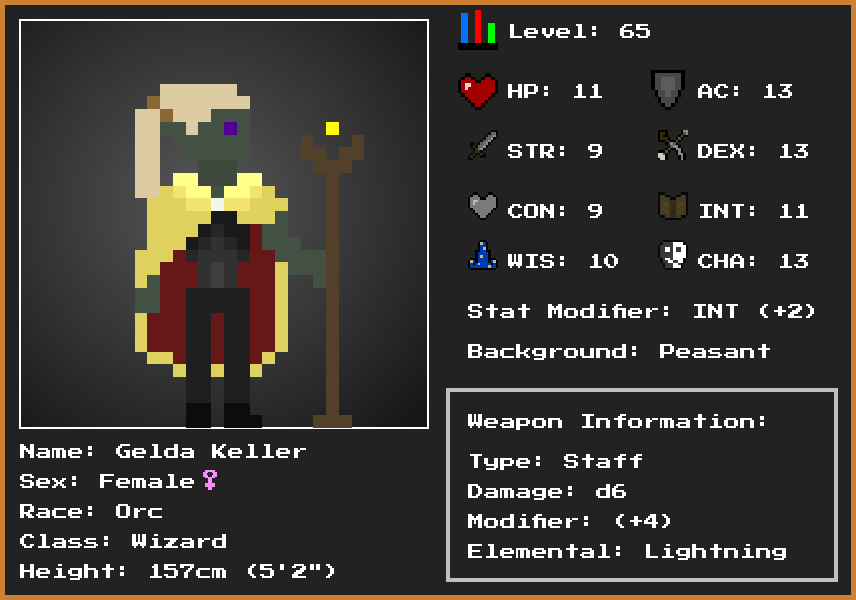 Level: 65
HP: 11
AC: 13
STR: 9
DEX: 13
CON: 9
INT: 11
WIS: 10
CHA: 13
Stat Modifier: INT (+2)
Background: Peasant
Weapon Information:
Type: Staff
Damage: d6
Modifier: (+4)
Elemental: Lightning
Name: Gelda Keller
Sex: Female♀
Race: Orc
Class: Wizard
Height: 157cm (5'2")